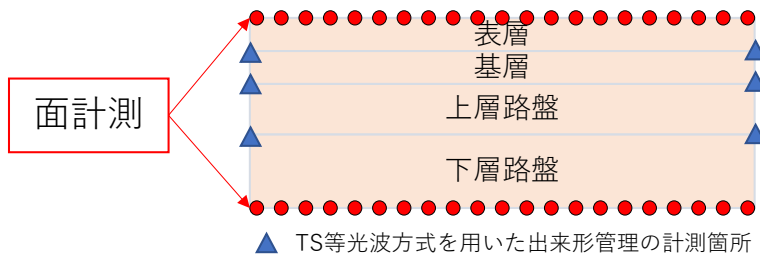 表層
基層
面計測
上層路盤
下層路盤
TS等光波方式を用いた出来形管理の計測箇所